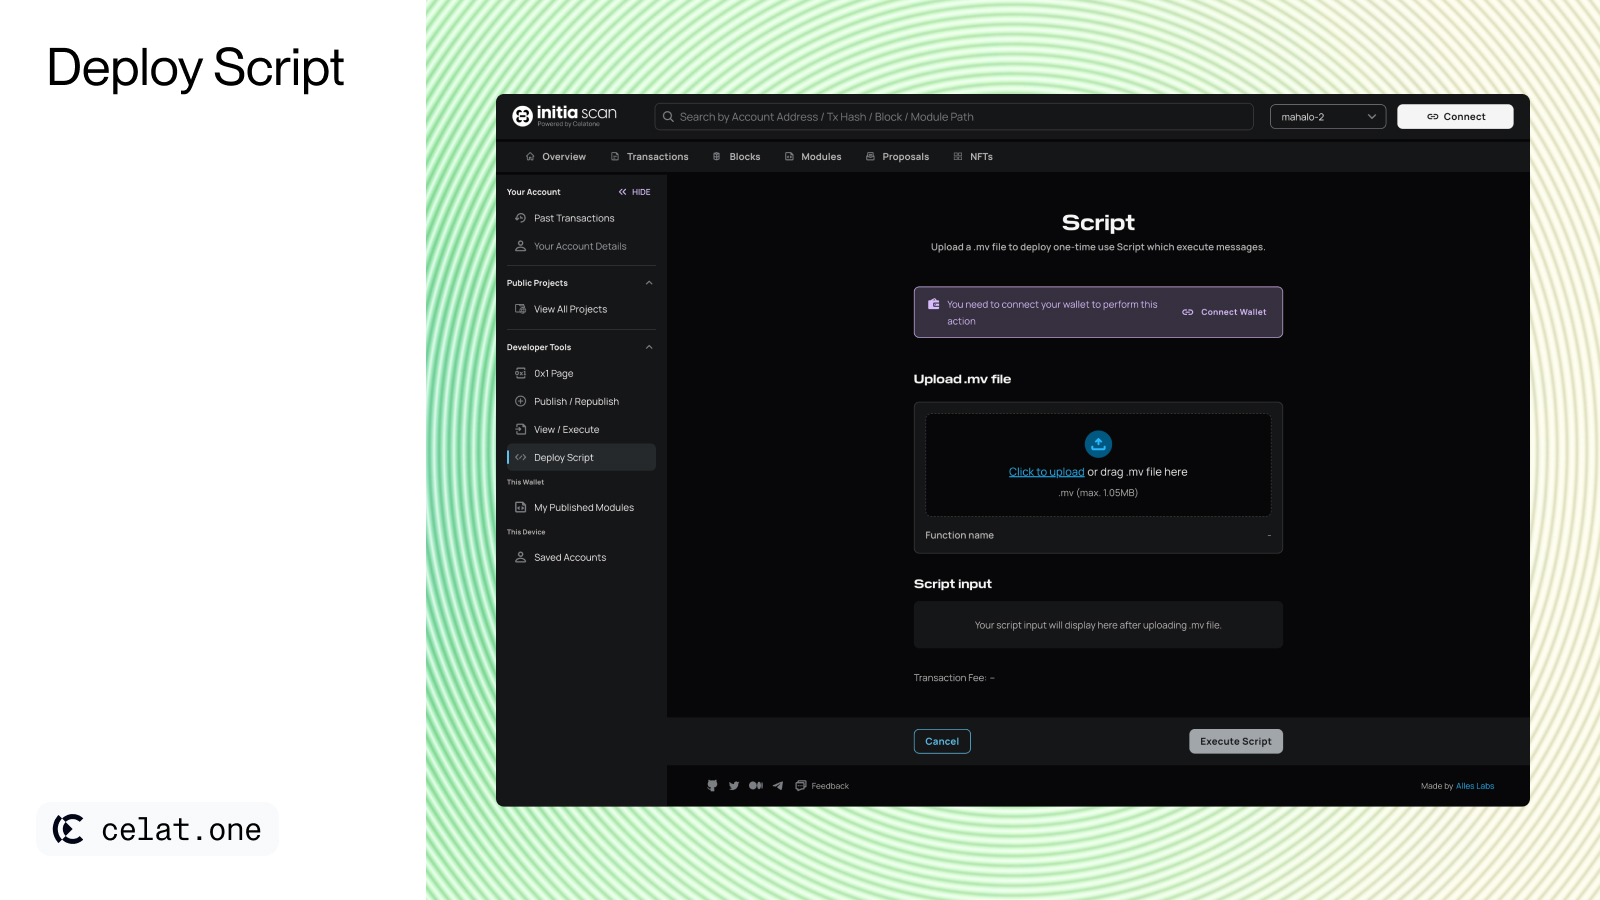 Deploy Script
initia scan
Powered by Celatone
Search by Account Address / Tx Hash / Block / Module Path
mahalo-2
Connect
Overview
Transactions
Blocks
Modules
Proposals
NFTs
Your Account
HIDE
Past Transactions
Your Account Details
Public Projects
View All Projects
Developer Tools
0x1 Page
Publish / Republish
View / Execute
Deploy Script
This Wallet
My Published Modules
This Device
Saved Accounts
Script
Upload a .mv file to deploy one-time use Script which execute messages.
You need to connect your wallet to perform this
action
Connect Wallet
Upload .mv file
Click to upload or drag .mv file here
.mv (max. 1.05MB)
Function name -
Script input
Your script input will display here after uploading .mv file.
Transaction Fee: –
Cancel
Execute Script
Feedback
Made by Alles Labs
celat.one